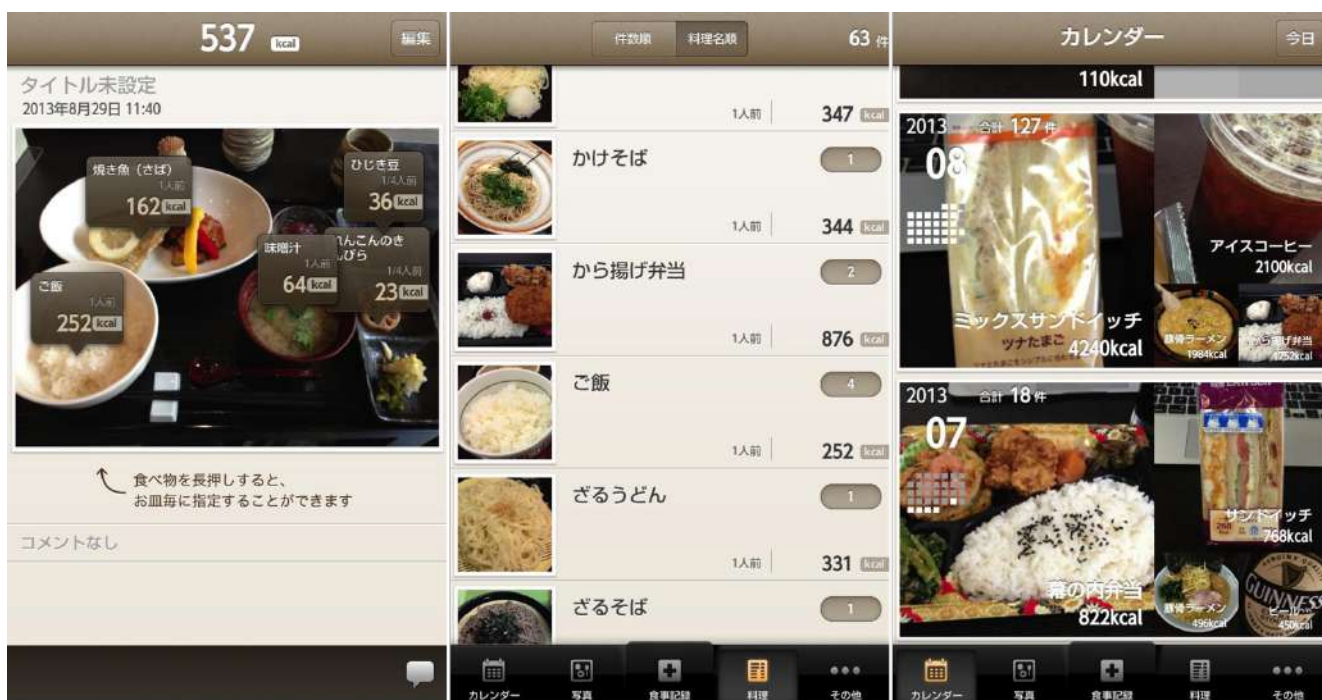 537 kcal
編集
タイトル未設定
2013年8月29日 11:40
焼き魚（さば）
1人前
162 kcal
ひじき豆
1/4人前
36 kcal
味噌汁
1人前
64 kcal
れんこんのき
んぴら
1/4人前
23 kcal
ご飯
1人前
252 kcal
食べ物を長押しすると、
お皿毎に指定することができます
コメントなし
件数順
料理名順
63 件
1人前
347 kcal
かけそば
1
1人前
344 kcal
から揚げ弁当
2
1人前
876 kcal
ご飯
4
1人前
252 kcal
ざるうどん
1
1人前
331 kcal
ざるそば
1
カレンダー
写真
食事記録
料理
その他
カレンダー
今日
110kcal
2013
合計 127 件
08
ミックスサンドイッチ
ツナたまご
4240kcal
アイスコーヒー
2100kcal
豚骨ラーメン
1984kcal
から揚げ弁当
1752kcal
2013
合計 18 件
07
幕の内弁当
822kcal
サンドイッチ
768kcal
豚骨ラーメン
496kcal
GUINNESS
ビール
450kcal
カレンダー
写真
食事記録
料理
その他